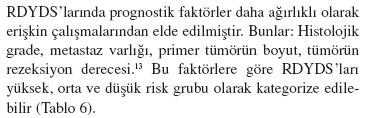 RDYDS’larında prognostik faktörler daha ağırlıklı olarak
erişkin çalışmalarından elde edilmiştir. Bunlar: Histolojik
grade, metastaz varlığı, primer tümörün boyut, tümörün
rezeksiyon derecesi.¹³ Bu faktörlere göre RDYDS’ları
yüksek, orta ve düşük risk grubu olarak kategorize edile-
bilir (Tablo 6).